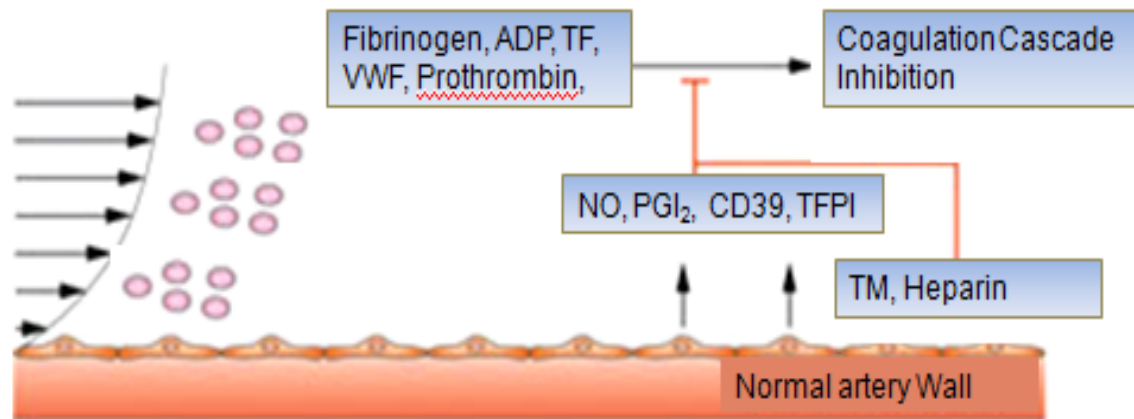 Fibrinogen, ADP, TF,
VWF, Prothrombin,
Coagulation Cascade
Inhibition
NO, PGI₂, CD39, TFPI
TM, Heparin
Normal artery Wall